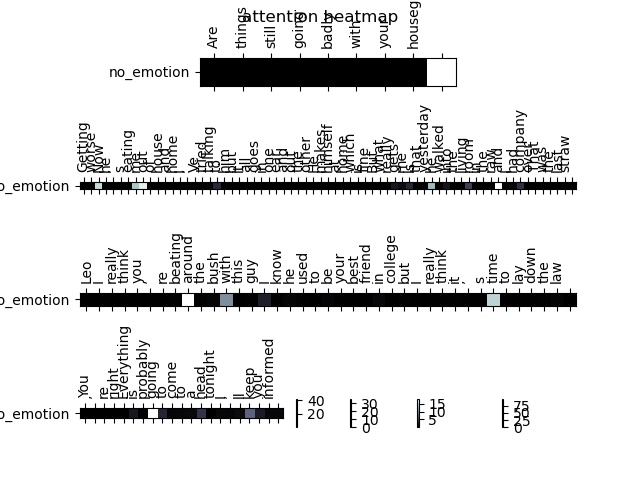 attention heatmap
Are things still going badly with your houseg
no_emotion
Getting worse Now he s eating me out of house and home I Ve tried talking to him but it all goes in one ear and out the other He makes himself Rome Which is fine But what really gets me is that yesterday he walked into the living room in the raw and I had company over That was the last straw
o_emotion
Leo I really think you re beating around the bush with this guy I know he used to be your best friend in college but I really think it s time to lay down the law
o_emotion
You re right Everything is probably going to come to a head tonight I ll keep you informed
o_emotion
40
20
30
20
10
0
15
10
5
75
50
25
0